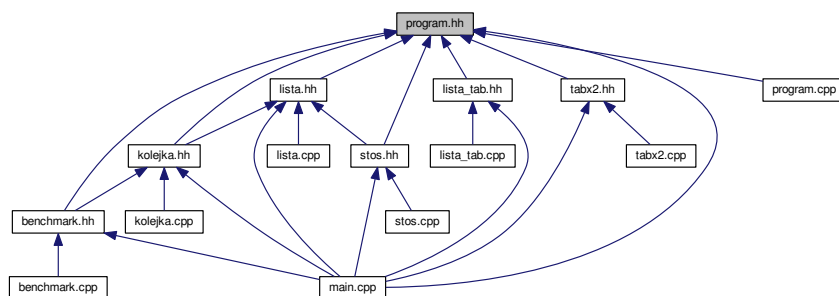 program.hh
lista.hh
lista_tab.hh
tabx2.hh
program.cpp
kolejka.hh
lista.cpp
stos.hh
lista_tab.cpp
tabx2.cpp
benchmark.hh
kolejka.cpp
stos.cpp
benchmark.cpp
main.cpp